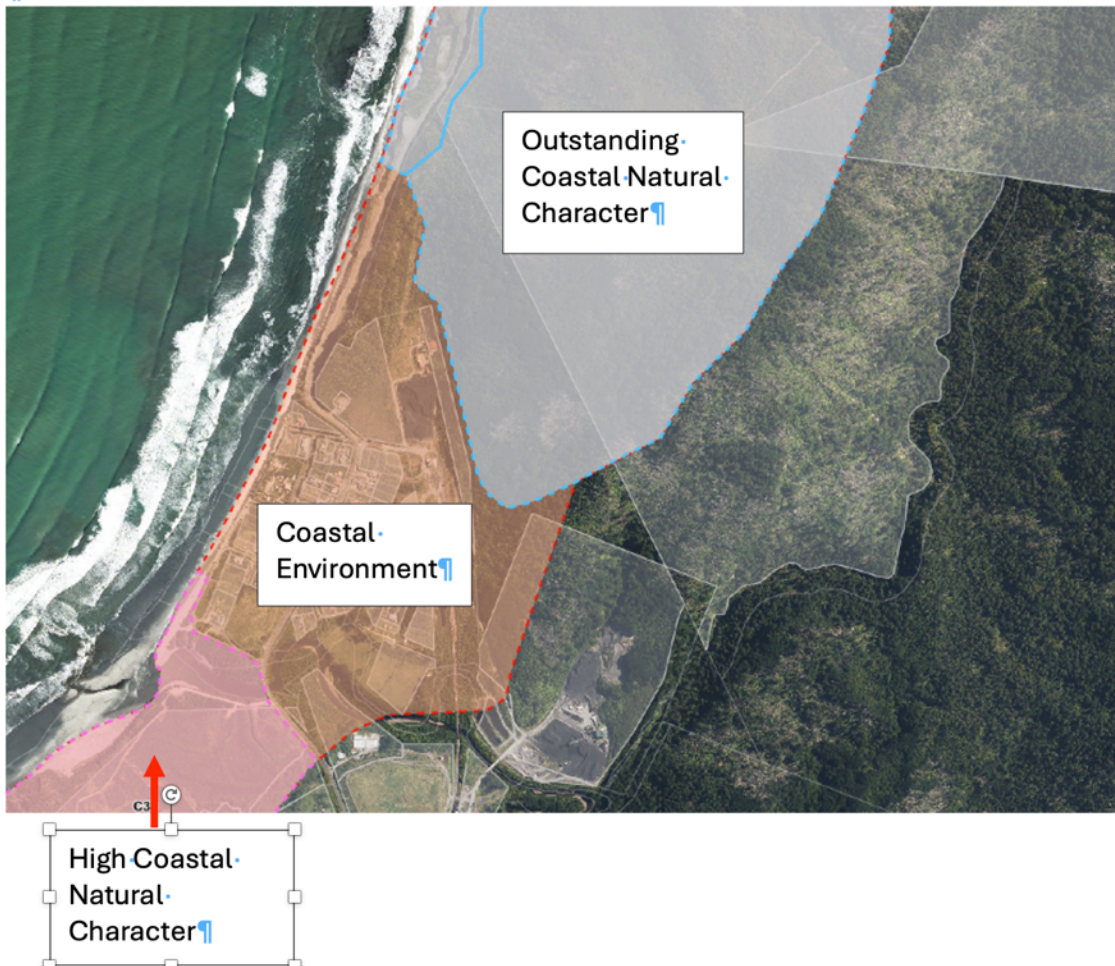 Outstanding
Coastal Natural
Character
Coastal
Environment
C3
High Coastal
Natural
Character